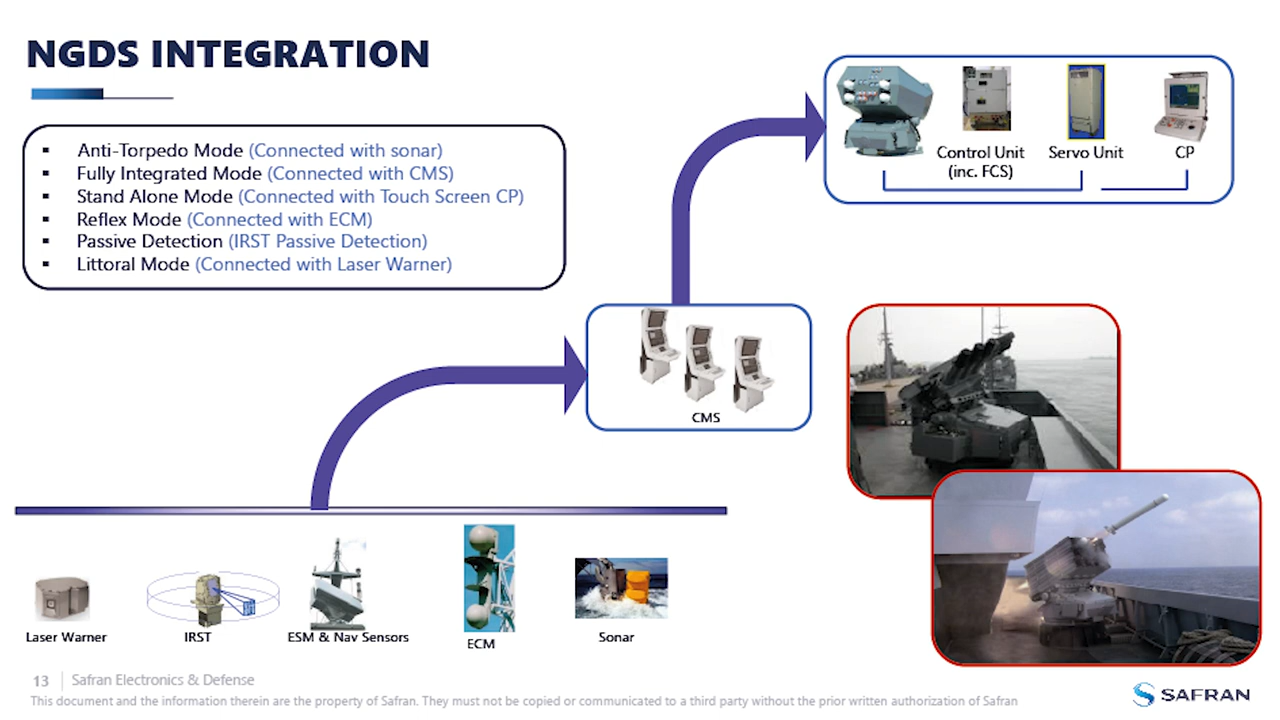 NGDS INTEGRATION
▪ Anti-Torpedo Mode (Connected with sonar)
▪ Fully Integrated Mode (Connected with CMS)
▪ Stand Alone Mode (Connected with Touch Screen CP)
▪ Reflex Mode (Connected with ECM)
▪ Passive Detection (IRST Passive Detection)
▪ Littoral Mode (Connected with Laser Warner)
Control Unit
(inc. FCS)
Servo Unit
CP
CMS
Laser Warner
IRST
ESM & Nav Sensors
ECM
Sonar
13
Safran Electronics & Defense
This document and the information therein are the property of Safran. They must not be copied or communicated to a third party without the prior written authorization of Safran
SAFRAN